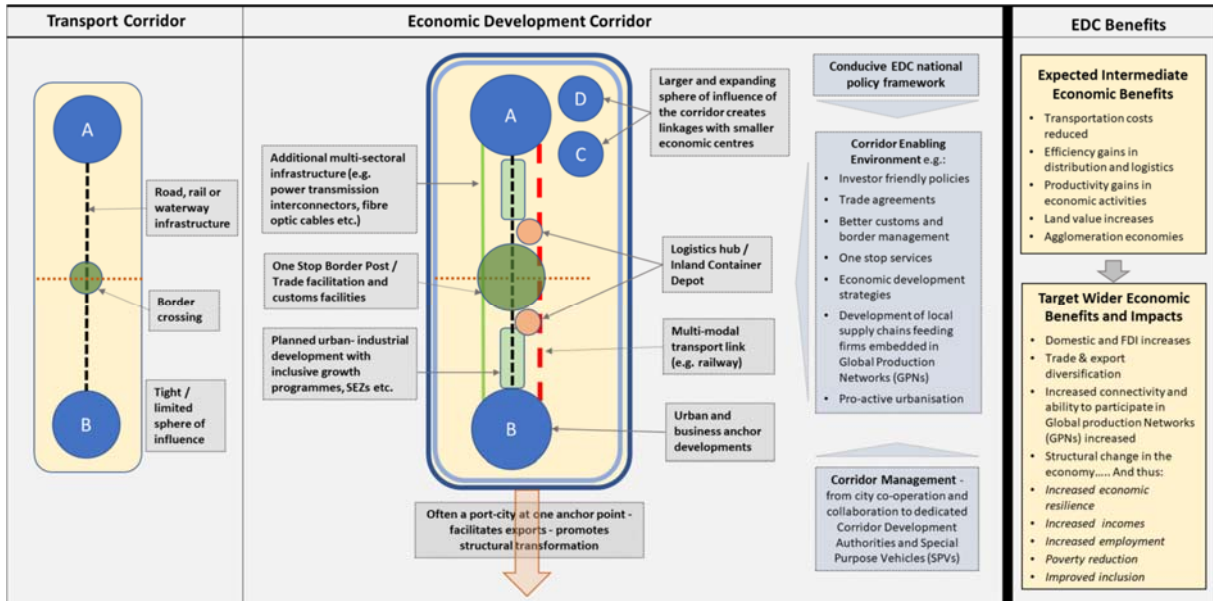 Transport Corridor
Economic Development Corridor
EDC Benefits
A
B
Road, rail or
waterway
infrastructure
Border
crossing
Tight /
limited
sphere of
influence
Additional multi-sectoral
infrastructure (e.g.
power transmission
interconnectors, fibre
optic cables etc.)
One Stop Border Post /
Trade facilitation and
customs facilities
Planned urban- industrial
development with
inclusive growth
programmes, SEZs etc.
A
D
C
B
Larger and expanding
sphere of influence of
the corridor creates
linkages with smaller
economic centres
Logistics hub /
Inland Container
Depot
Multi-modal
transport link
(e.g. railway)
Urban and
business anchor
developments
Often a port-city at one anchor point -
facilitates exports - promotes
structural transformation
Conducive EDC national
policy framework
Corridor Enabling
Environment e.g.:
• Investor friendly policies
• Trade agreements
• Better customs and
border management
• One stop services
• Economic development
strategies
• Development of local
supply chains feeding
firms embedded in
Global Production
Networks (GPNs)
• Pro-active urbanisation
Corridor Management -
from city co-operation and
collaboration to dedicated
Corridor Development
Authorities and Special
Purpose Vehicles (SPVs)
Expected Intermediate
Economic Benefits
• Transportation costs
reduced
• Efficiency gains in
distribution and logistics
• Productivity gains in
economic activities
• Land value increases
• Agglomeration economies
Target Wider Economic
Benefits and Impacts
• Domestic and FDI increases
• Trade & export
diversification
• Increased connectivity and
ability to participate in
Global production Networks
(GPNs) increased
• Structural change in the
economy..... And thus:
• Increased economic
resilience
• Increased incomes
• Increased employment
• Poverty reduction
• Improved inclusion